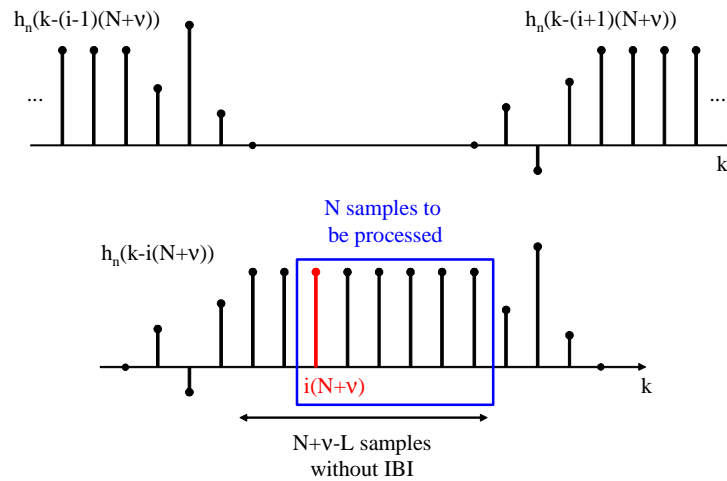 h_n(k-(i-1)(N+ν))
h_n(k-(i+1)(N+ν))
...
...
k
N samples to
be processed
h_n(k-i(N+ν))
i(N+ν)
k
N+ν-L samples
without IBI